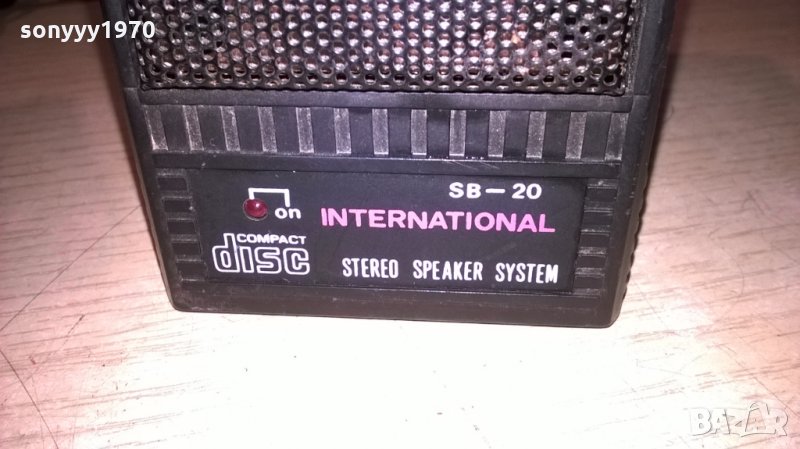 sonyyy1970
SB-20
on INTERNATIONAL
COMPACT
disc
STEREO SPEAKER SYSTEM
BAZAR